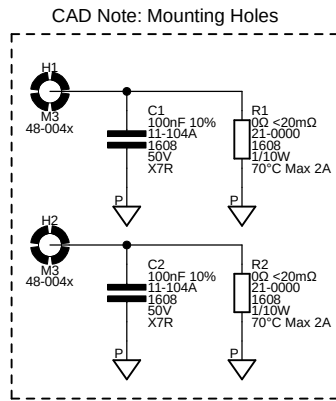 CAD Note: Mounting Holes
H1
M3
48-004x
C1
100nF 10%
11-104A
1608
50V
X7R
R1
0Ω <20mΩ
21-0000
1608
1/10W
70°C Max 2A
P
P
H2
M3
48-004x
C2
100nF 10%
11-104A
1608
50V
X7R
R2
0Ω <20mΩ
21-0000
1608
1/10W
70°C Max 2A
P
P